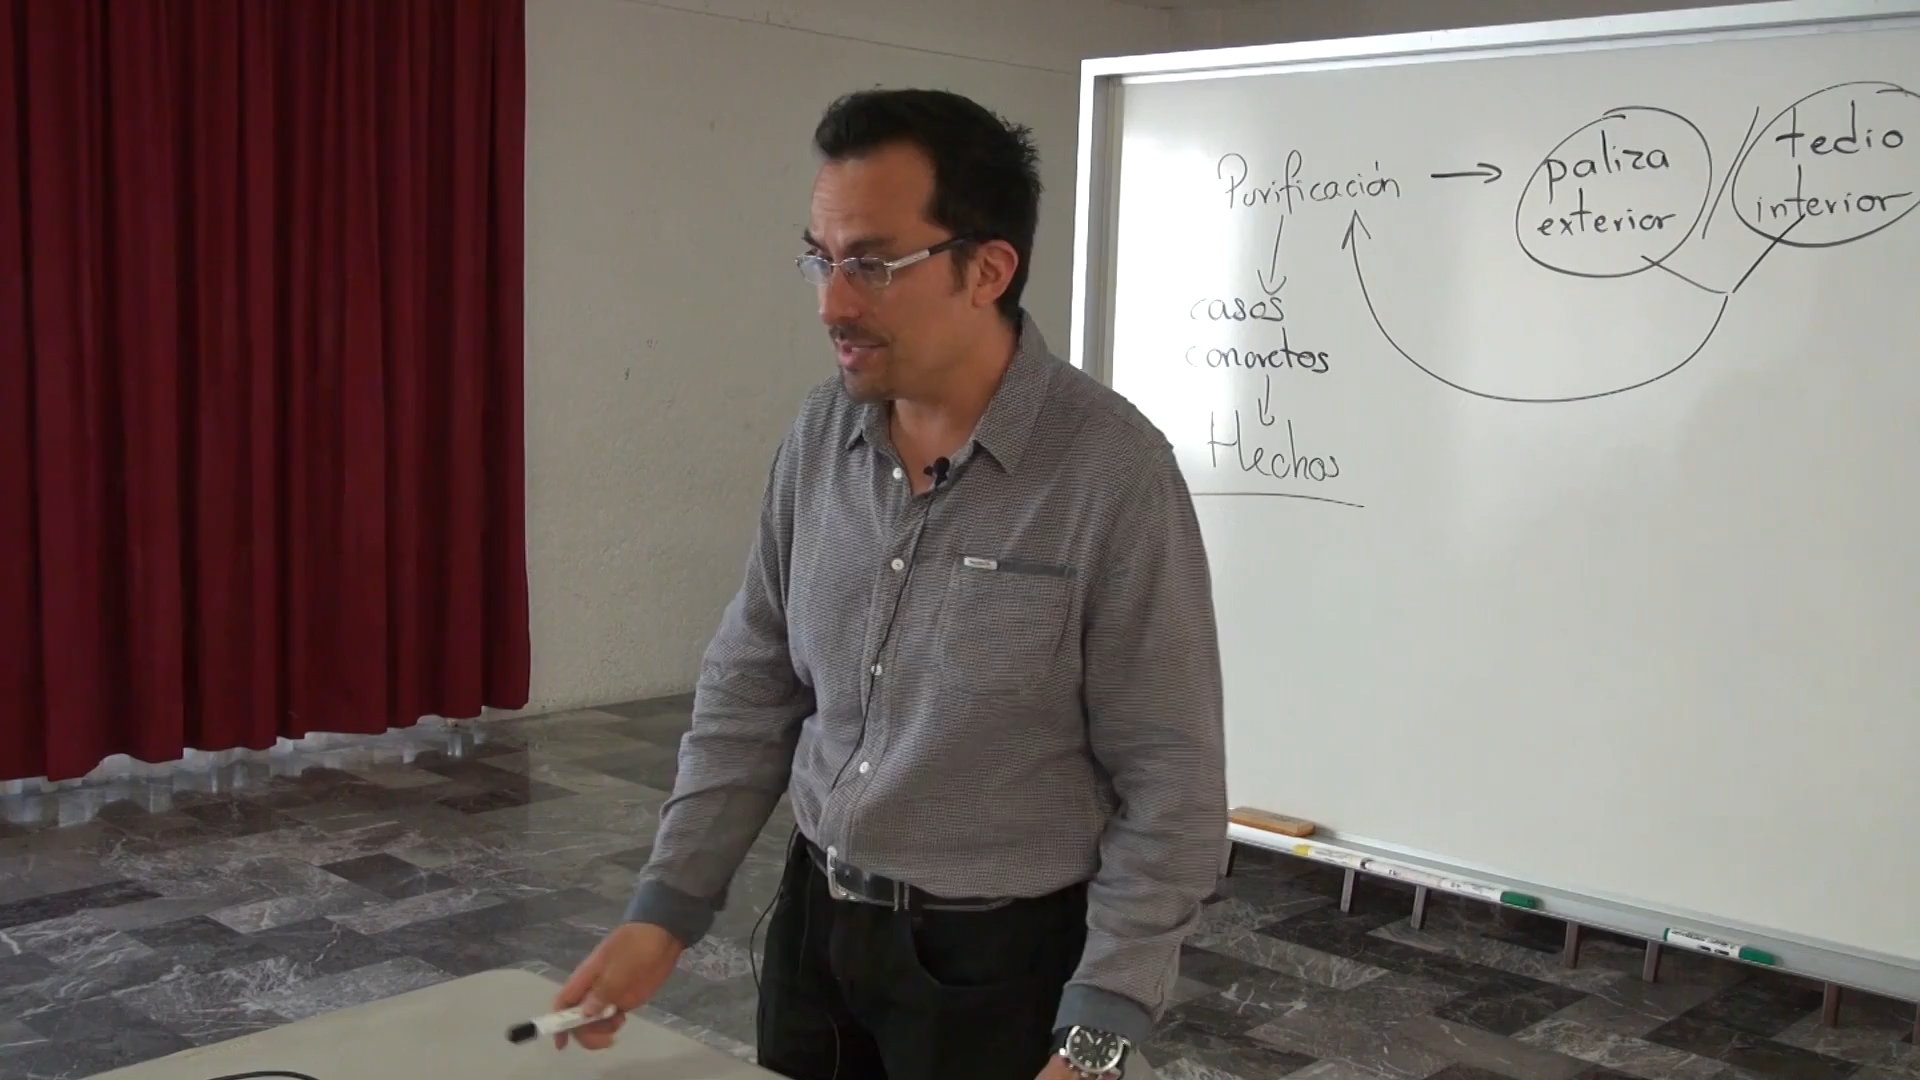 Purificación → paliza / tedio
exterior interior
casos
concretos
Hechos